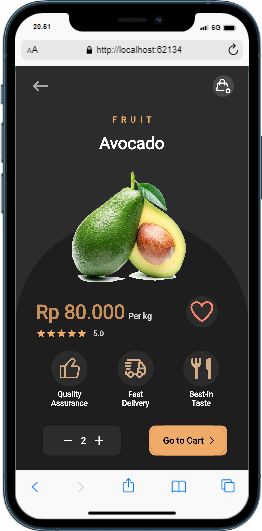 20.51
5G
AA
http://localhost:62134
FRUIT
Avocado
Rp 80.000 Per kg
5.0
Quality Assurance
Fast Delivery
Best-in Taste
2
Go to Cart